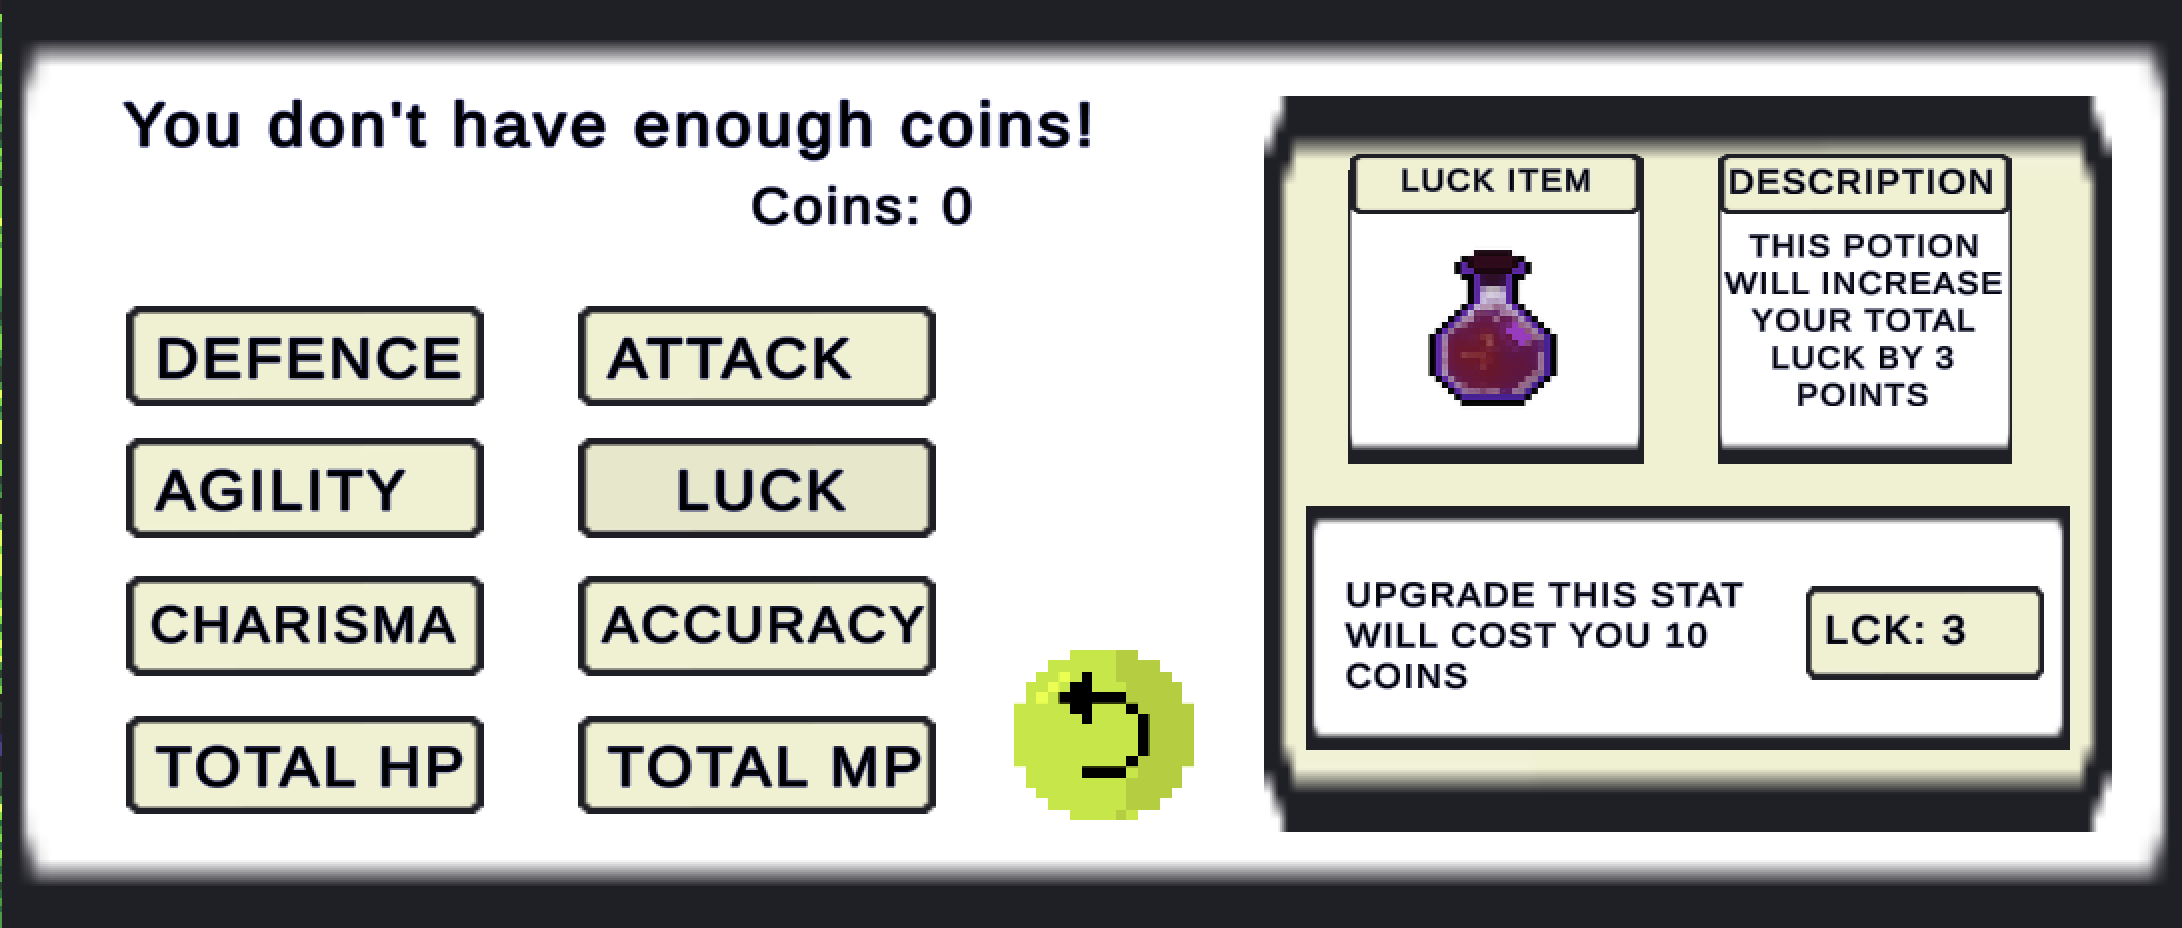 You don't have enough coins!
Coins: 0
DEFENCE
ATTACK
AGILITY
LUCK
CHARISMA
ACCURACY
TOTAL HP
TOTAL MP
LUCK ITEM
DESCRIPTION
THIS POTION
WILL INCREASE
YOUR TOTAL
LUCK BY 3
POINTS
UPGRADE THIS STAT
WILL COST YOU 10
COINS
LCK: 3